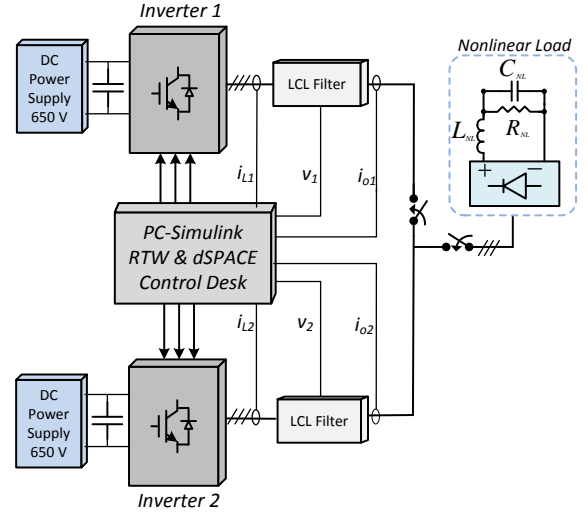 Inverter 1
DC
Power
Supply
650 V
LCL Filter
Nonlinear Load
C_NL
R_NL
L_NL
+
−
i_L1
v_1
i_o1
PC-Simulink
RTW & dSPACE
Control Desk
i_L2
v_2
i_o2
DC
Power
Supply
650 V
LCL Filter
Inverter 2